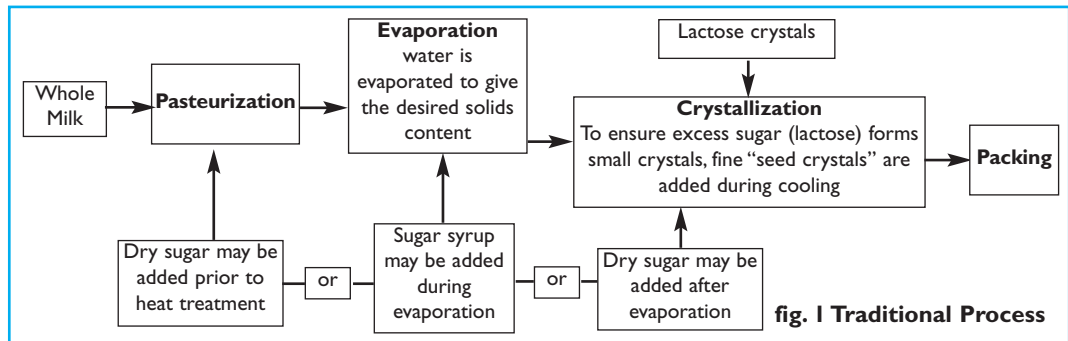 Whole
Milk
Pasteurization
Evaporation
water is
evaporated to give
the desired solids
content
Lactose crystals
Crystallization
To ensure excess sugar (lactose) forms
small crystals, fine “seed crystals” are
added during cooling
Packing
Dry sugar may be
added prior to
heat treatment
or
Sugar syrup
may be added
during
evaporation
or
Dry sugar may be
added after
evaporation
fig. 1 Traditional Process